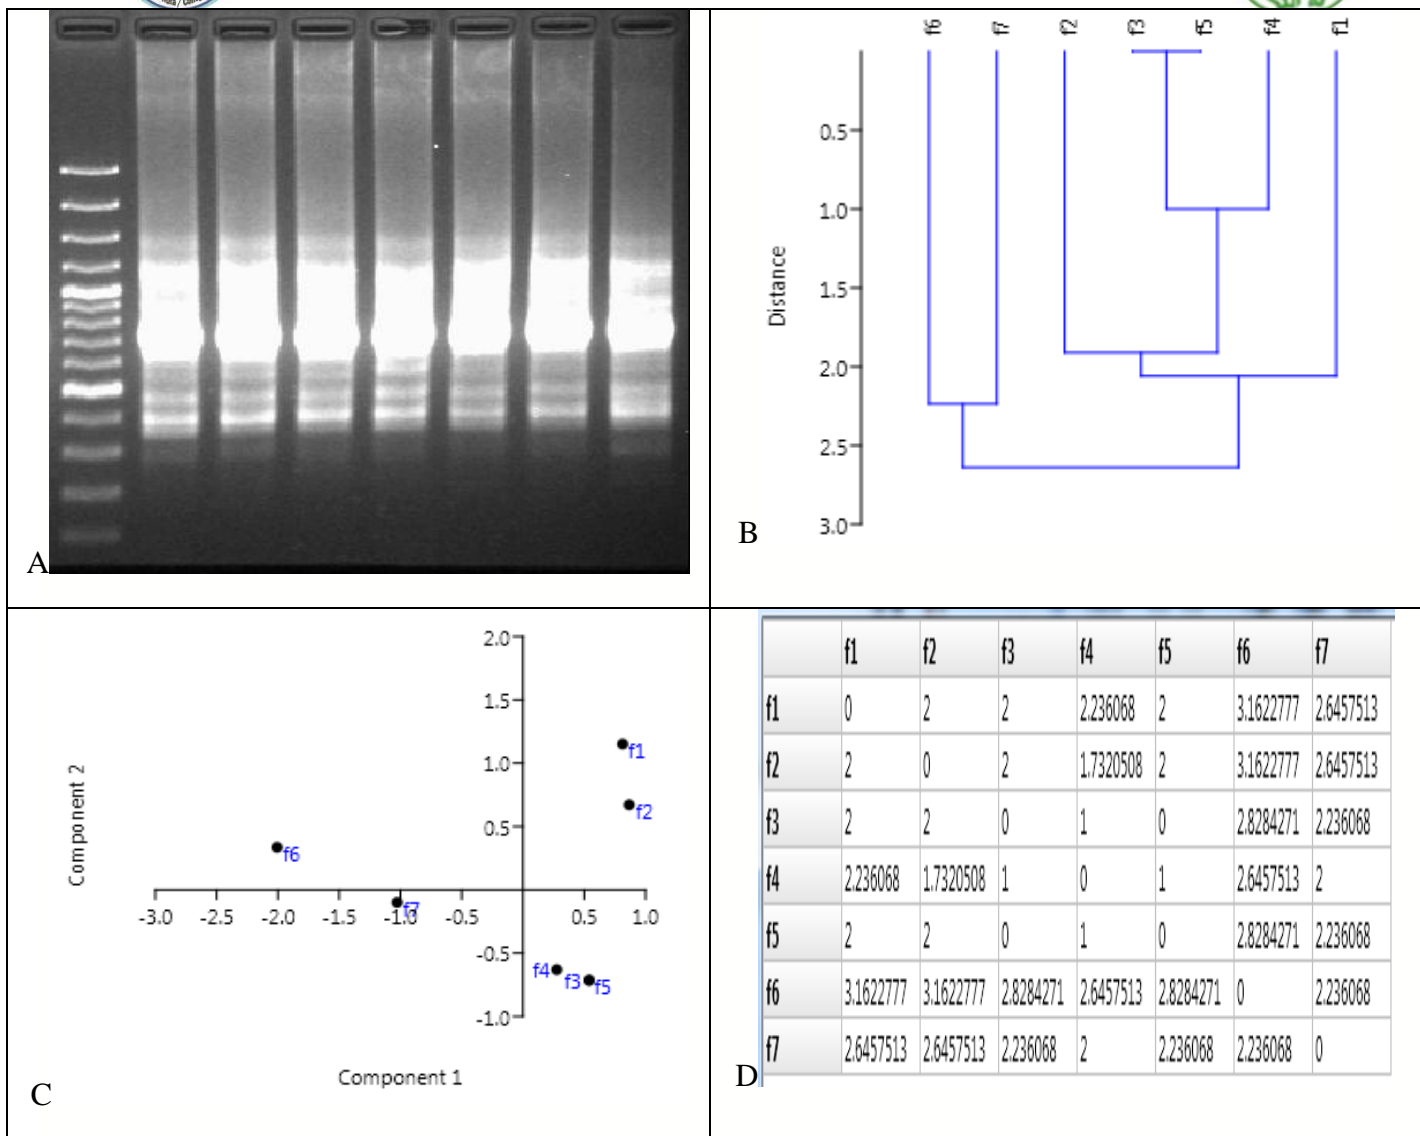 A
f6 f7 f2 f3 f5 f4 f1
0.5
1.0
1.5
2.0
2.5
3.0
Distance
B
2.0
1.5
1.0
0.5
-0.5
-1.0
-3.0 -2.5 -2.0 -1.5 -1.0 -0.5 0.5 1.0
f1
f2
f6
f7
f4 f3 f5
Component 2
Component 1
C
f1 f2 f3 f4 f5 f6 f7
f1 0 2 2 2.236068 2 3.1622777 2.6457513
f2 2 0 2 1.7320508 2 3.1622777 2.6457513
f3 2 2 0 1 0 2.8284271 2.236068
f4 2.236068 1.7320508 1 0 1 2.6457513 2
f5 2 2 0 1 0 2.8284271 2.236068
f6 3.1622777 3.1622777 2.8284271 2.6457513 2.8284271 0 2.236068
f7 2.6457513 2.6457513 2.236068 2 2.236068 2.236068 0
D